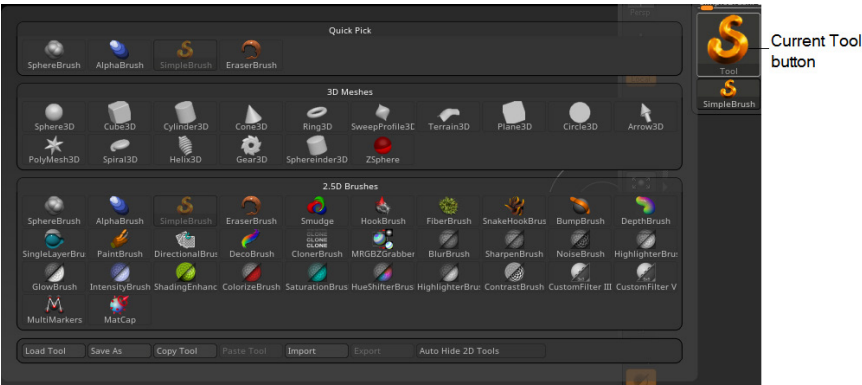 Quick Pick
SphereBrush AlphaBrush SimpleBrush EraserBrush
3D Meshes
Sphere3D Cube3D Cylinder3D Cone3D Ring3D SweepProfile3D Terrain3D Plane3D Circle3D Arrow3D
PolyMesh3D Spiral3D Helix3D Gear3D Sphereinder3D ZSphere
2.5D Brushes
SphereBrush AlphaBrush SimpleBrush EraserBrush Smudge HookBrush FiberBrush SnakeHookBrus BumpBrush DepthBrush
CLONE
CLONE
CLONE
SingleLayerBru PaintBrush DirectionalBrus DecoBrush ClonerBrush MRGBZGrabber BlurBrush SharpenBrush NoiseBrush HighlighterBrus
GlowBrush IntensityBrush ShadingEnhanc ColorizeBrush SaturationBrus HueShifterBrus HighlighterBrus ContrastBrush CustomFilter III CustomFilter V
MultiMarkers MatCap
Load Tool Save As Copy Tool Paste Tool Import Export Auto Hide 2D Tools
Tool
SimpleBrush
Current Tool
button